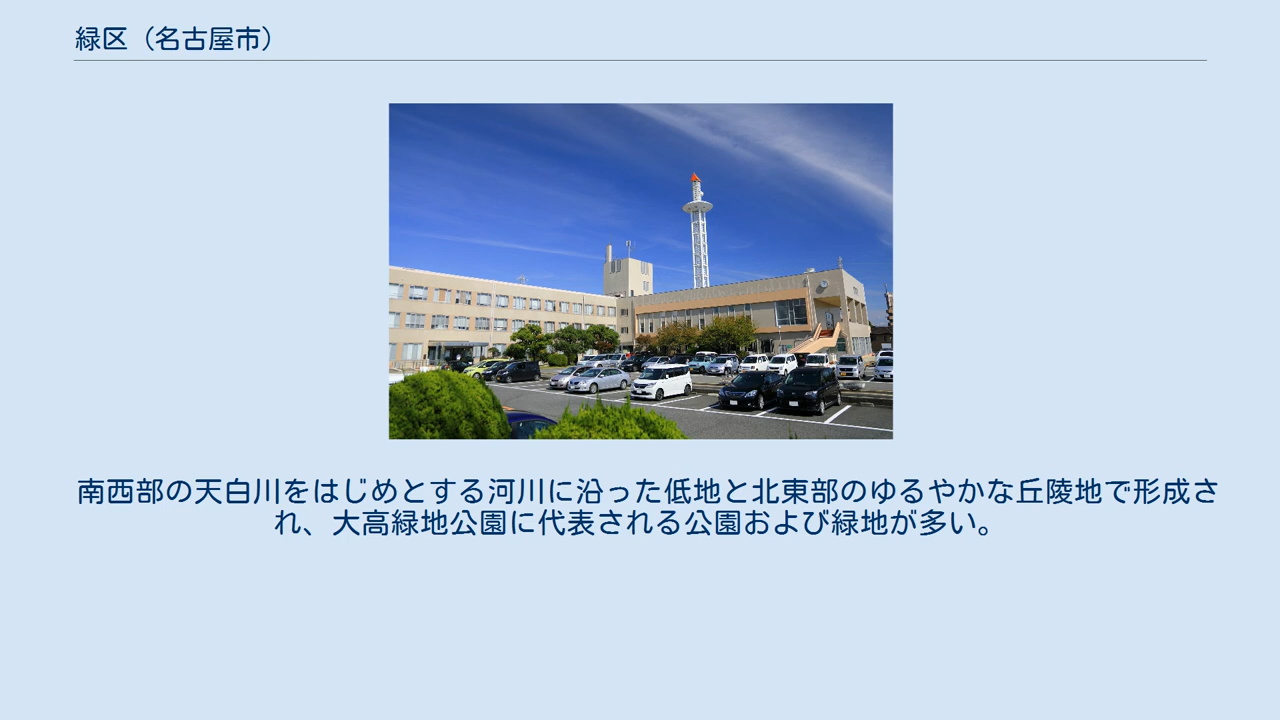 緑区（名古屋市）
南西部の天白川をはじめとする河川に沿った低地と北東部のゆるやかな丘陵地で形成さ
れ、大高緑地公園に代表される公園および緑地が多い。